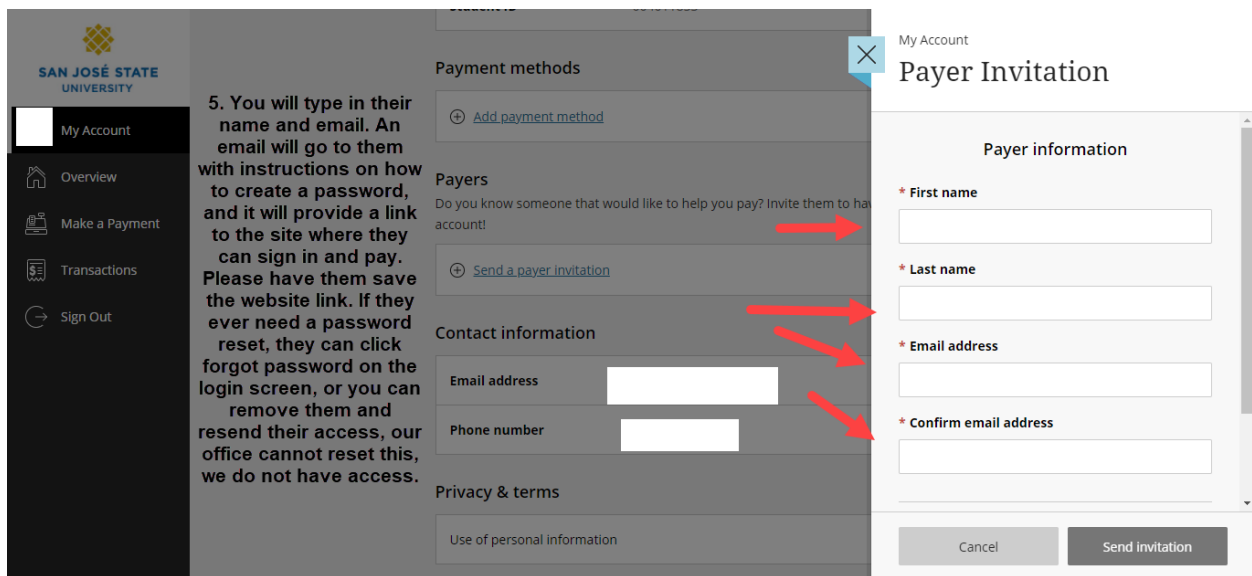 SAN JOSÉ STATE
UNIVERSITY
My Account
Overview
Make a Payment
Transactions
Sign Out
5. You will type in their
name and email. An
email will go to them
with instructions on how
to create a password,
and it will provide a link
to the site where they
can sign in and pay.
Please have them save
the website link. If they
ever need a password
reset, they can click
forgot password on the
login screen, or you can
remove them and
resend their access, our
office cannot reset this,
we do not have access.
Payment methods
Add payment method
Payers
Do you know someone that would like to help you pay? Invite them to
account!
Send a payer invitation
Contact information
Email address
Phone number
Privacy & terms
Use of personal information
My Account
Payer Invitation
Payer information
* First name
* Last name
* Email address
* Confirm email address
Cancel
Send invitation